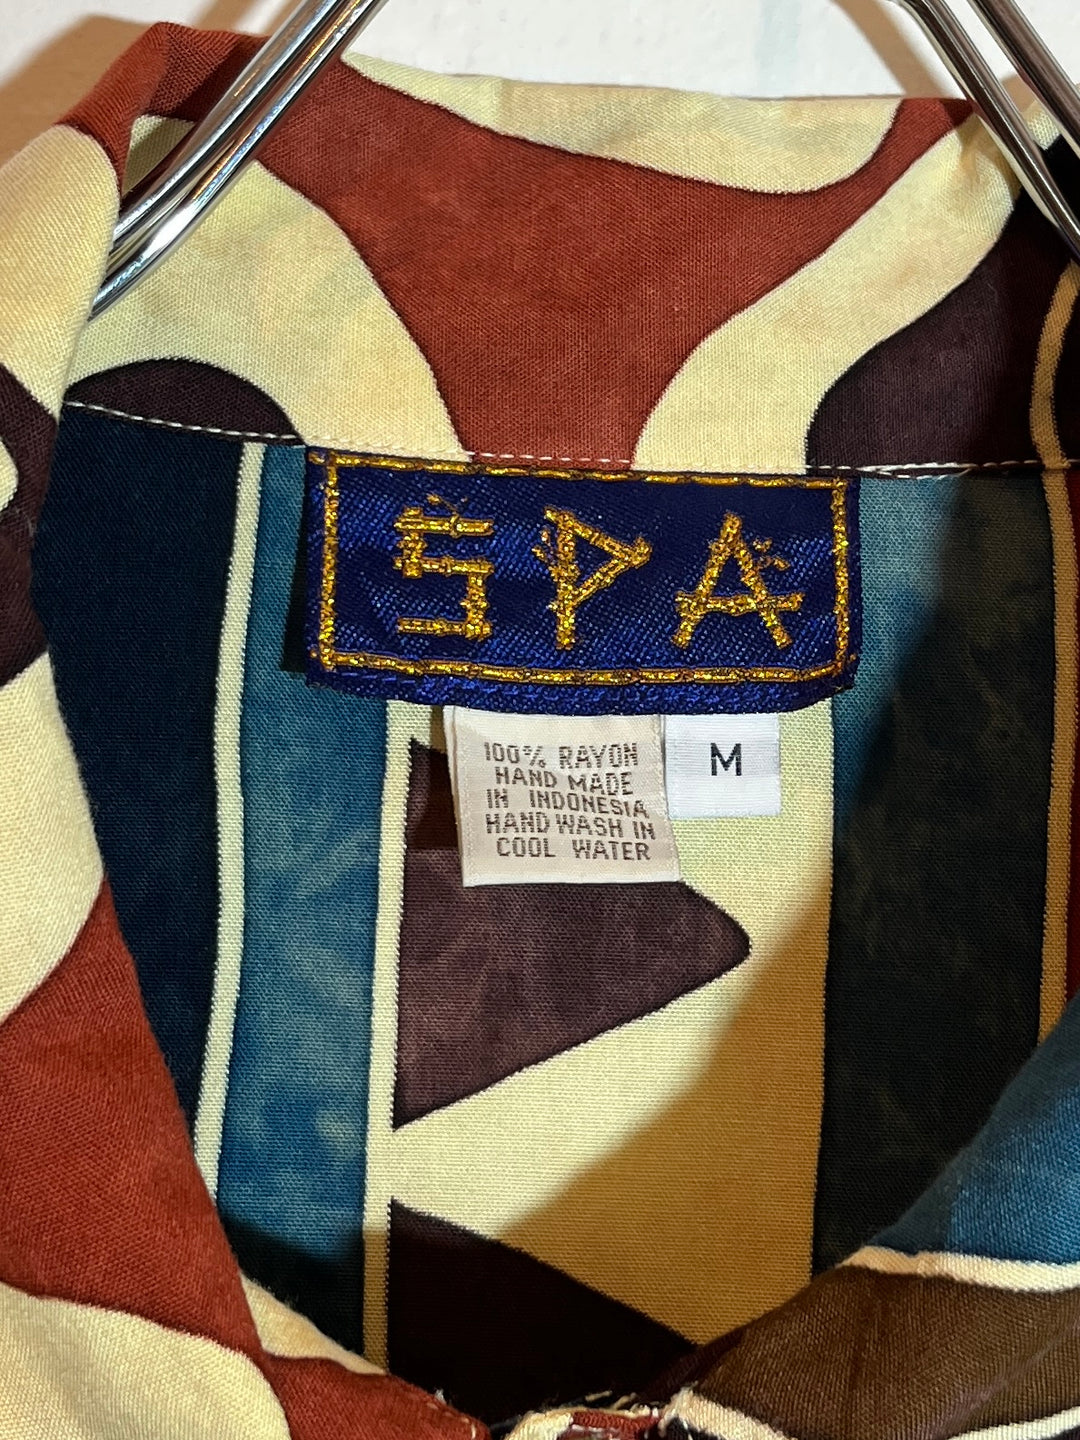 SPA
100% RAYON
HAND MADE
IN INDONESIA
HAND WASH IN
COOL WATER
M